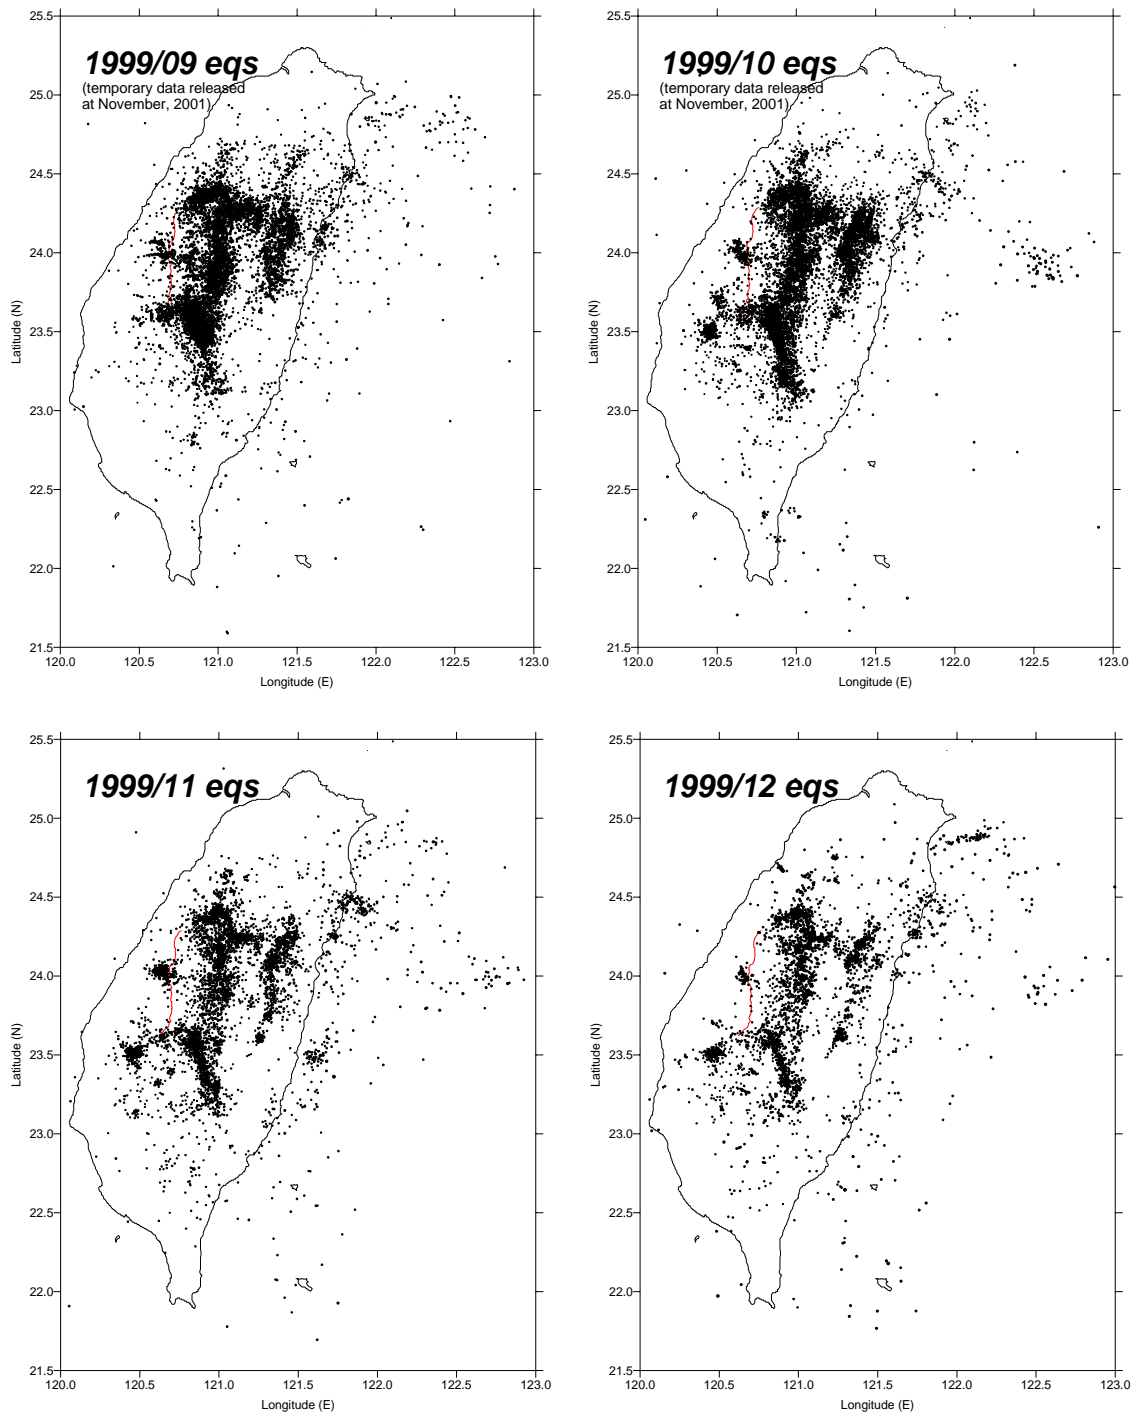 1999/09 eqs
(temporary data released
at November, 2001)
25.5
25.0
24.5
24.0
23.5
23.0
22.5
22.0
21.5
Latitude (N)
120.0 120.5 121.0 121.5 122.0 122.5 123.0
Longitude (E)
1999/10 eqs
(temporary data released
at November, 2001)
25.5
25.0
24.5
24.0
23.5
23.0
22.5
22.0
21.5
Latitude (N)
120.0 120.5 121.0 121.5 122.0 122.5 123.0
Longitude (E)
1999/11 eqs
25.5
25.0
24.5
24.0
23.5
23.0
22.5
22.0
21.5
Latitude (N)
120.0 120.5 121.0 121.5 122.0 122.5 123.0
Longitude (E)
1999/12 eqs
25.5
25.0
24.5
24.0
23.5
23.0
22.5
22.0
21.5
Latitude (N)
120.0 120.5 121.0 121.5 122.0 122.5 123.0
Longitude (E)